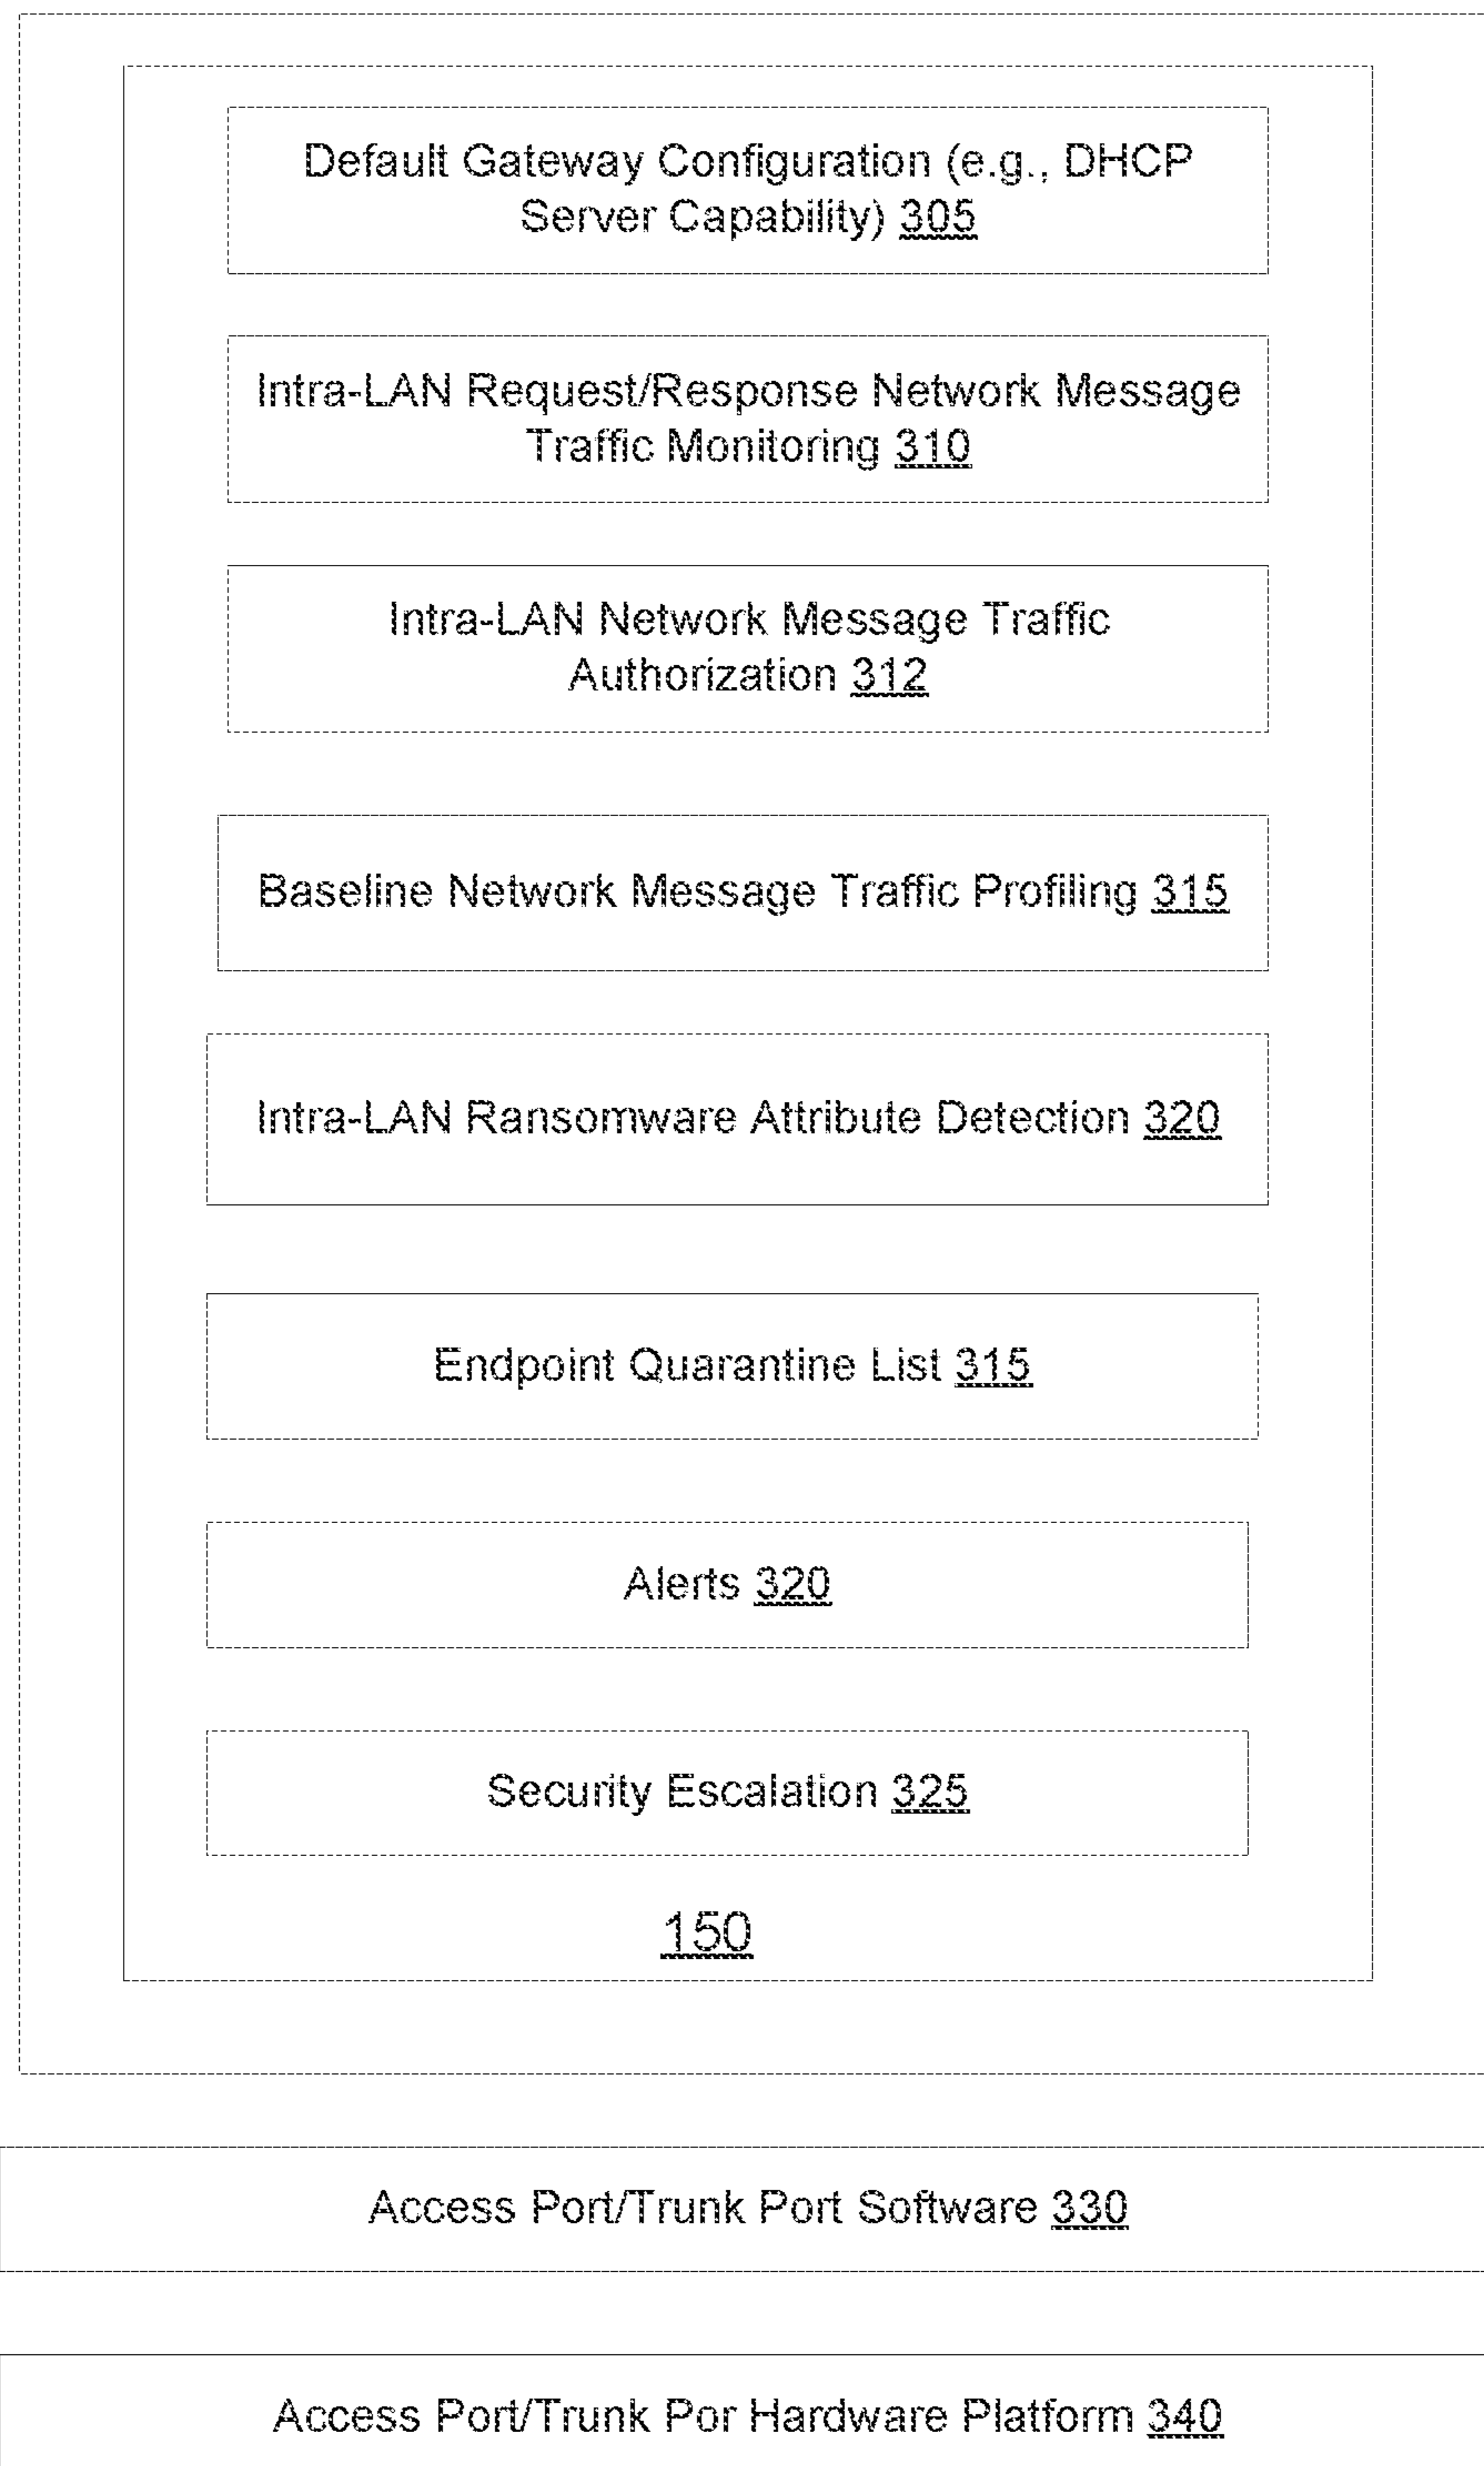 Default Gateway Configuration (e.g., DHCP
Server Capability) 305
Intra-LAN Request/Response Network Message
Traffic Monitoring 310
Intra-LAN Network Message Traffic
Authorization 312
Baseline Network Message Traffic Profiling 315
Intra-LAN Ransomware Attribute Detection 320
Endpoint Quarantine List 315
Alerts 320
Security Escalation 325
150
Access Port/Trunk Port Software 330
Access Port/Trunk Por Hardware Platform 340